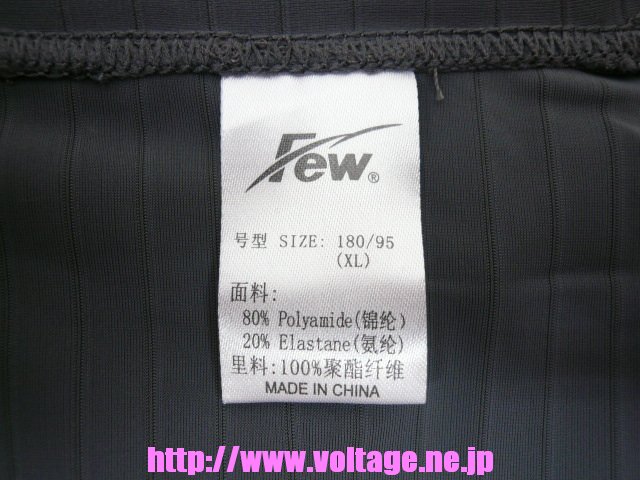 Few®
号型 SIZE: 180/95
(XL)
面料:
80% Polyamide(锦纶)
20% Elastane(氨纶)
里料:100%聚酯纤维
MADE IN CHINA
http://www.voltage.ne.jp